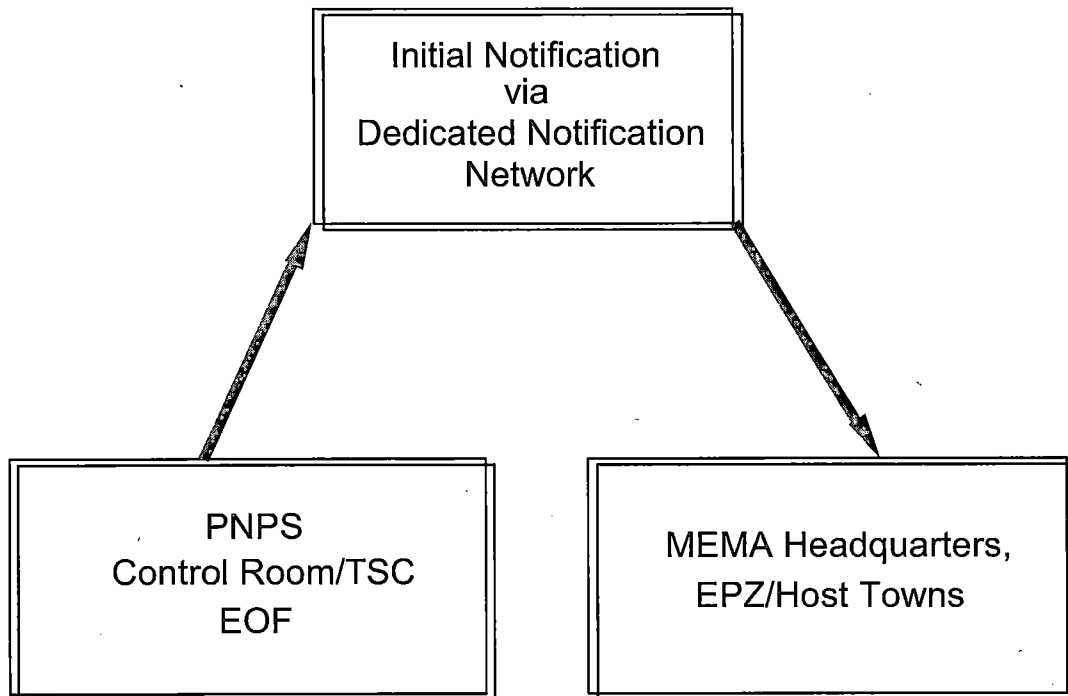 Initial Notification
via
Dedicated Notification
Network
PNPS
Control Room/TSC
EOF
MEMA Headquarters,
EPZ/Host Towns